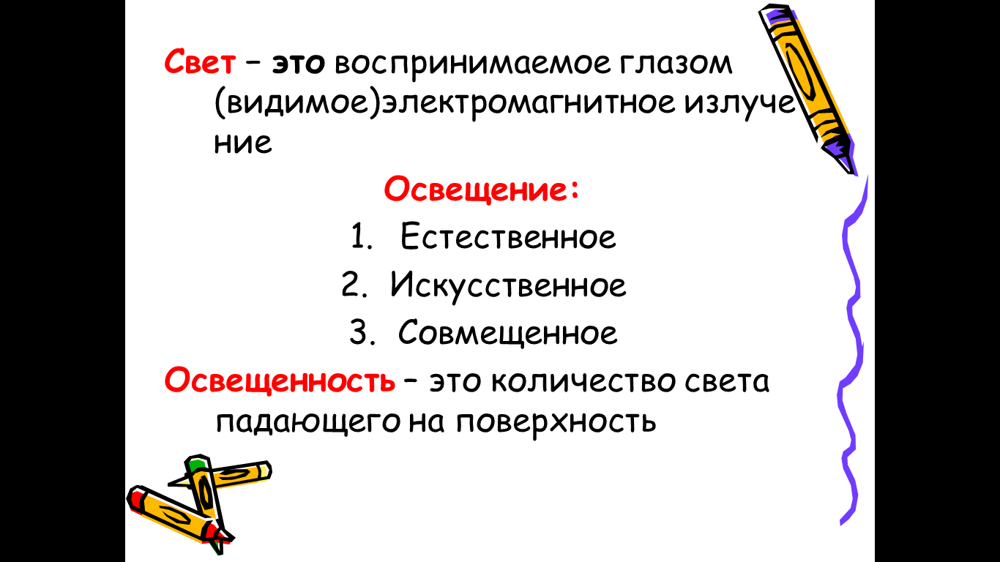 Свет – это воспринимаемое глазом
(видимое)электромагнитное излуче
ние
Освещение:
1. Естественное
2. Искусственное
3. Совмещенное
Освещенность – это количество света
падающего на поверхность